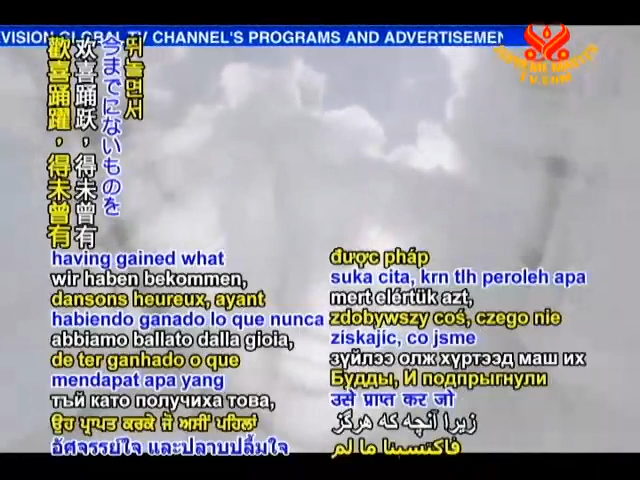 VISION GLOBAL TV CHANNEL'S PROGRAMS AND ADVERTISEMEN
뛰돌면서
今までにないものを
欢喜踊跃，得未曾有
歡喜踊躍，得未曾有
having gained what
wir haben bekommen,
dansons heureux, ayant
habiendo ganado lo que nunca
abbiamo ballato dalla gioia,
de ter ganhado o que
mendapat apa yang
тъй като получиха това,
ਉਹ ਪ੍ਰਾਪਤ ਕਰਕੇ ਜੋ ਅਸੀਂ ਪਹਿਲਾਂ
อัศจรรย์ใจ และปลาบปลื้มใจ
được pháp
suka cita, krn tlh peroleh apa
mert elértük azt,
zdobywszy coś, czego nie
získajíc, co jsme
зүйлээ олж хүртээд маш их
Будды, И подпрыгнули
उसे प्राप्त कर जो
زیرا آنچه که هرگز
فاكتسبنا ما لم